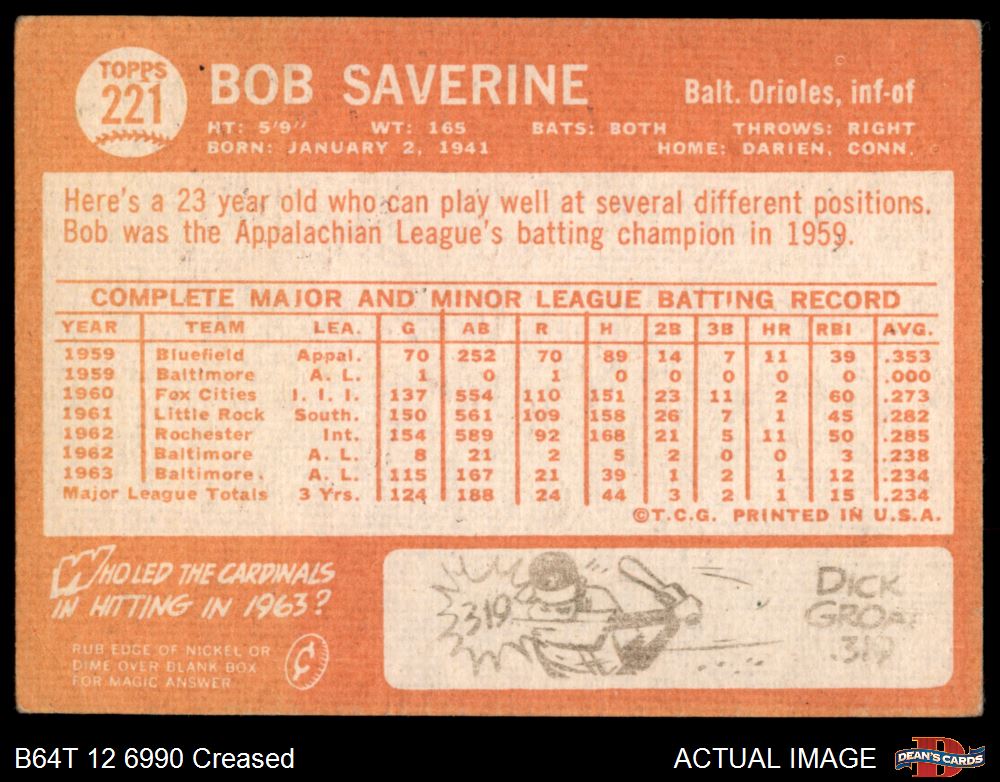 TOPPS
221
BOB SAVERINE
Balt. Orioles, inf-of
HT: 5'9" WT: 165 BATS: BOTH THROWS: RIGHT
BORN: JANUARY 2, 1941 HOME: DARIEN, CONN.
Here's a 23 year old who can play well at several different positions.
Bob was the Appalachian League's batting champion in 1959.
COMPLETE MAJOR AND MINOR LEAGUE BATTING RECORD
YEAR TEAM LEA. G AB R H 2B 3B HR RBI AVG.
1959 Bluefield Appal. 70 252 70 89 14 7 11 39 .353
1959 Baltimore A. L. 1 0 1 0 0 0 0 0 .000
1960 Fox Cities I. I. I. 137 554 110 151 23 11 2 60 .273
1961 Little Rock South. 150 561 109 158 26 7 1 45 .282
1962 Rochester Int. 154 589 92 168 21 5 11 50 .285
1962 Baltimore A. L. 8 21 2 5 2 0 0 3 .238
1963 Baltimore. A. L. 115 167 21 39 1 2 1 12 .234
Major League Totals 3 Yrs. 124 188 24 44 3 2 1 15 .234
©T.C.G. PRINTED IN U.S.A.
WHO LED THE CARDINALS
IN HITTING IN 1963?
RUB EDGE OF NICKEL OR
DIME OVER BLANK BOX
FOR MAGIC ANSWER
¢
319
DICK
GROAT
.319
B64T 12 6990 Creased
ACTUAL IMAGE
D
DEAN'S CARDS